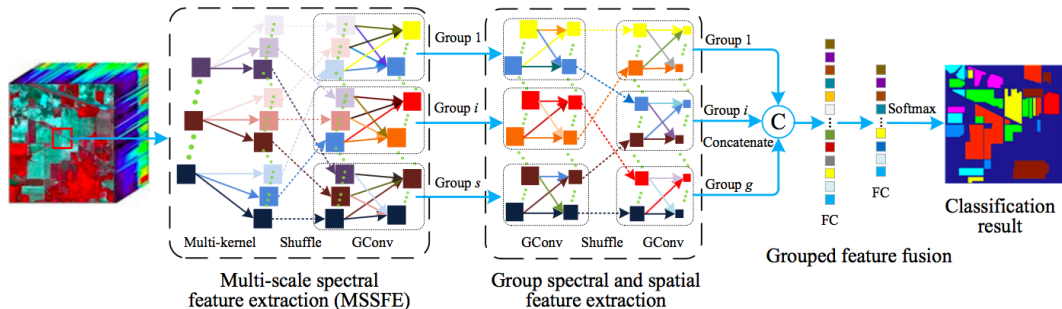 Group 1
Group i
Group s
Multi-kernel
Shuffle
GConv
Multi-scale spectral
feature extraction (MSSFE)
GConv
Shuffle
GConv
Group spectral and spatial
feature extraction
Group 1
Group i
Concatenate
Group g
C
FC
Softmax
FC
Grouped feature fusion
Classification
result